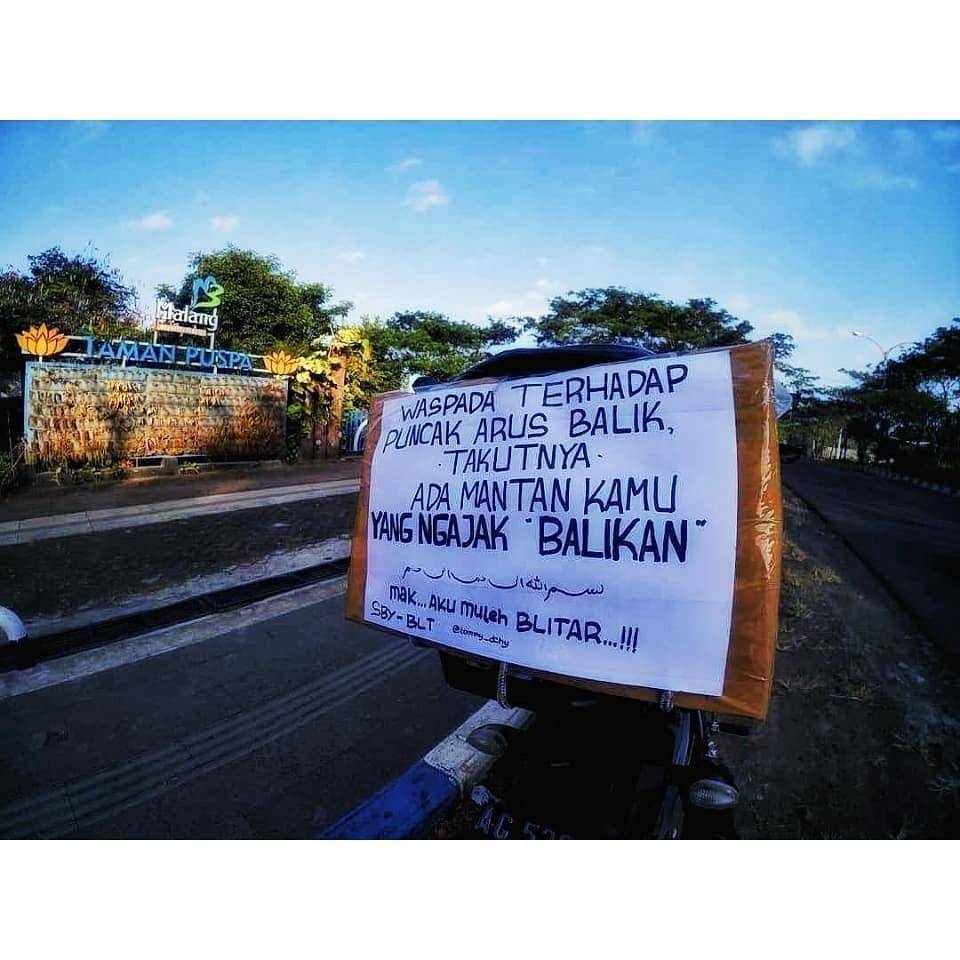 Malang
TAMAN PUSPA
WASPADA TERHADAP
PUNCAK ARUS BALIK,
· TAKUTNYA ·
ADA MANTAN KAMU
YANG NGAJAK "BALIKAN"
بسم الله الرحمن الرحيم
mak... AKU muleh BLITAR...!!!
SBY - BLT
AG